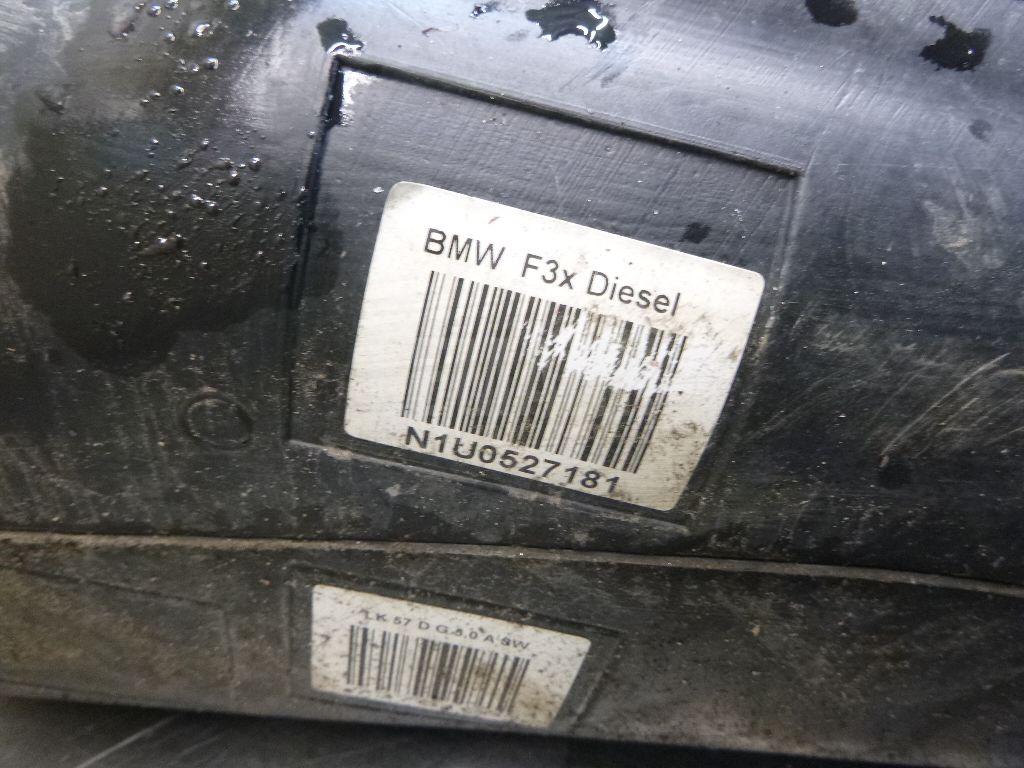 BMW F3x Diesel
N1U0527181
LK 57 D G 5.0 A SW